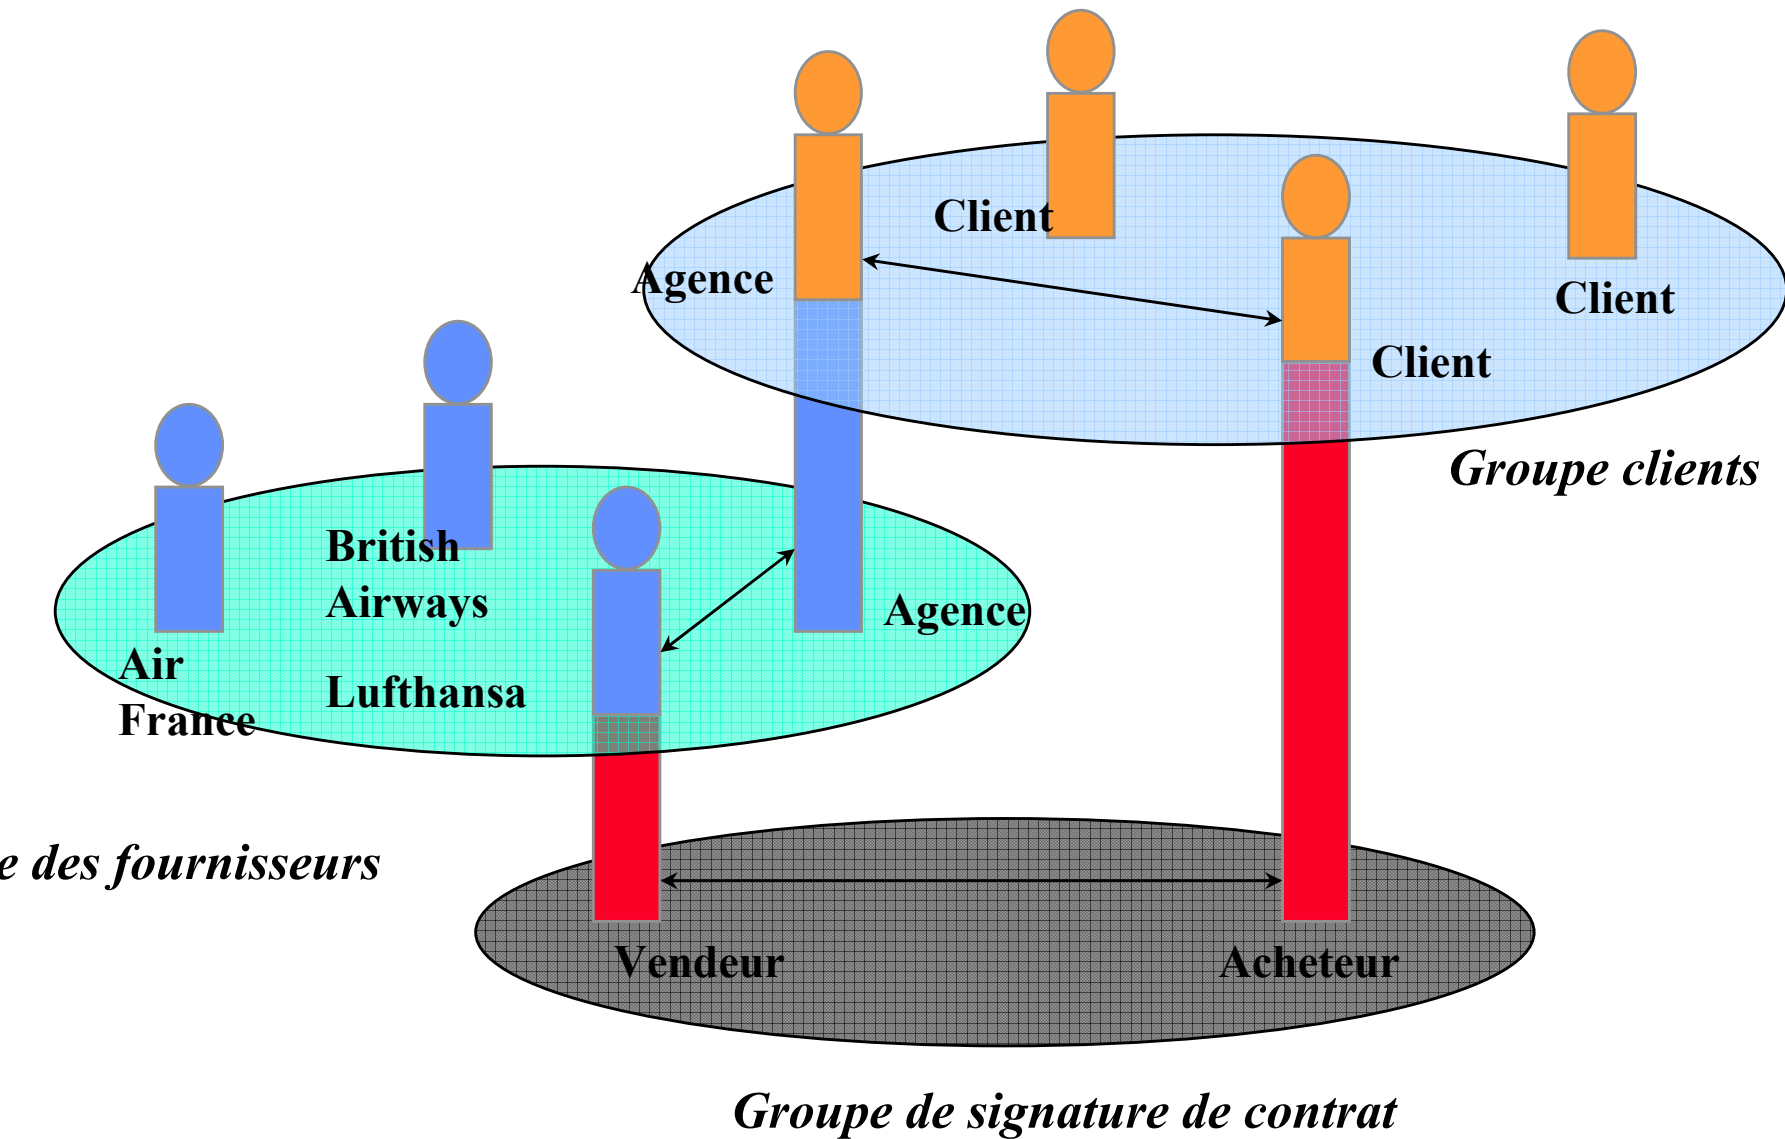 Client
Agence
Client
Client
Groupe clients
British
Airways
Agence
Air
France
Lufthansa
e des fournisseurs
Vendeur
Acheteur
Groupe de signature de contrat